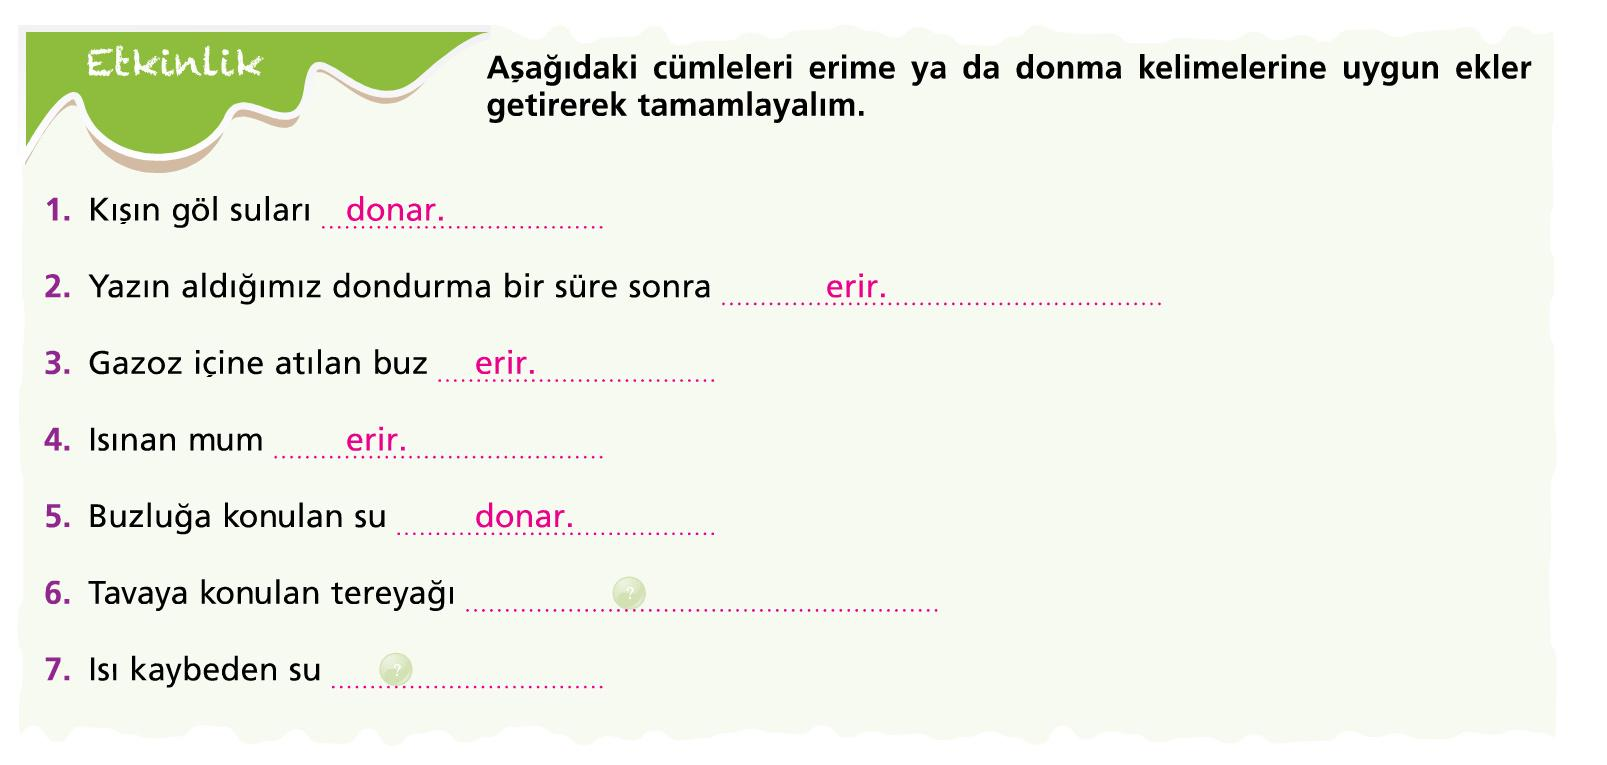 Etkinlik
Aşağıdaki cümleleri erime ya da donma kelimelerine uygun ekler
getirerek tamamlayalım.
1. Kışın göl suları donar.
2. Yazın aldığımız dondurma bir süre sonra erir.
3. Gazoz içine atılan buz erir.
4. Isınan mum erir.
5. Buzluğa konulan su donar.
6. Tavaya konulan tereyağı ?
7. Isı kaybeden su ?